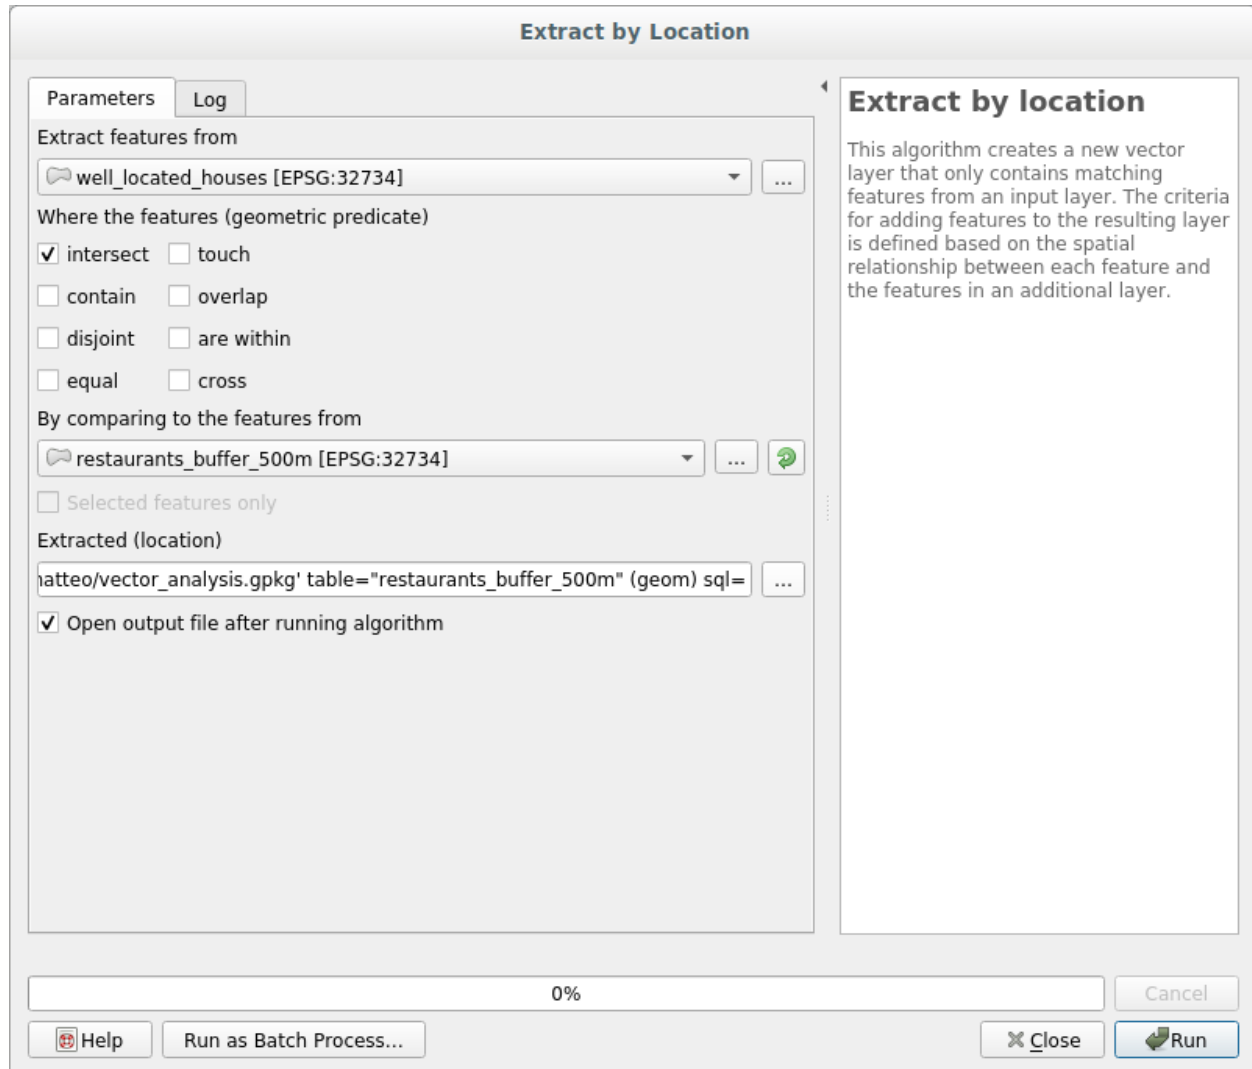 Extract by Location
Parameters
Log
Extract features from
well_located_houses [EPSG:32734]
...
Where the features (geometric predicate)
intersect
touch
contain
overlap
disjoint
are within
equal
cross
By comparing to the features from
restaurants_buffer_500m [EPSG:32734]
...
Selected features only
Extracted (location)
atteo/vector_analysis.gpkg' table="restaurants_buffer_500m" (geom) sql=
...
Open output file after running algorithm
Extract by location
This algorithm creates a new vector
layer that only contains matching
features from an input layer. The criteria
for adding features to the resulting layer
is defined based on the spatial
relationship between each feature and
the features in an additional layer.
0%
Cancel
Help
Run as Batch Process...
Close
Run